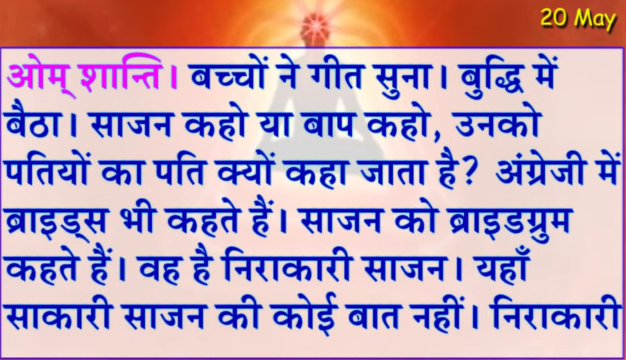 20 May
ओम् शान्ति। बच्चों ने गीत सुना। बुद्धि में
बैठा। साजन कहो या बाप कहो, उनको
पतियों का पति क्यों कहा जाता है? अंग्रेजी में
ब्राइड्स भी कहते हैं। साजन को ब्राइडग्रुम
कहते हैं। वह है निराकारी साजन। यहाँ
साकारी साजन की कोई बात नहीं। निराकारी